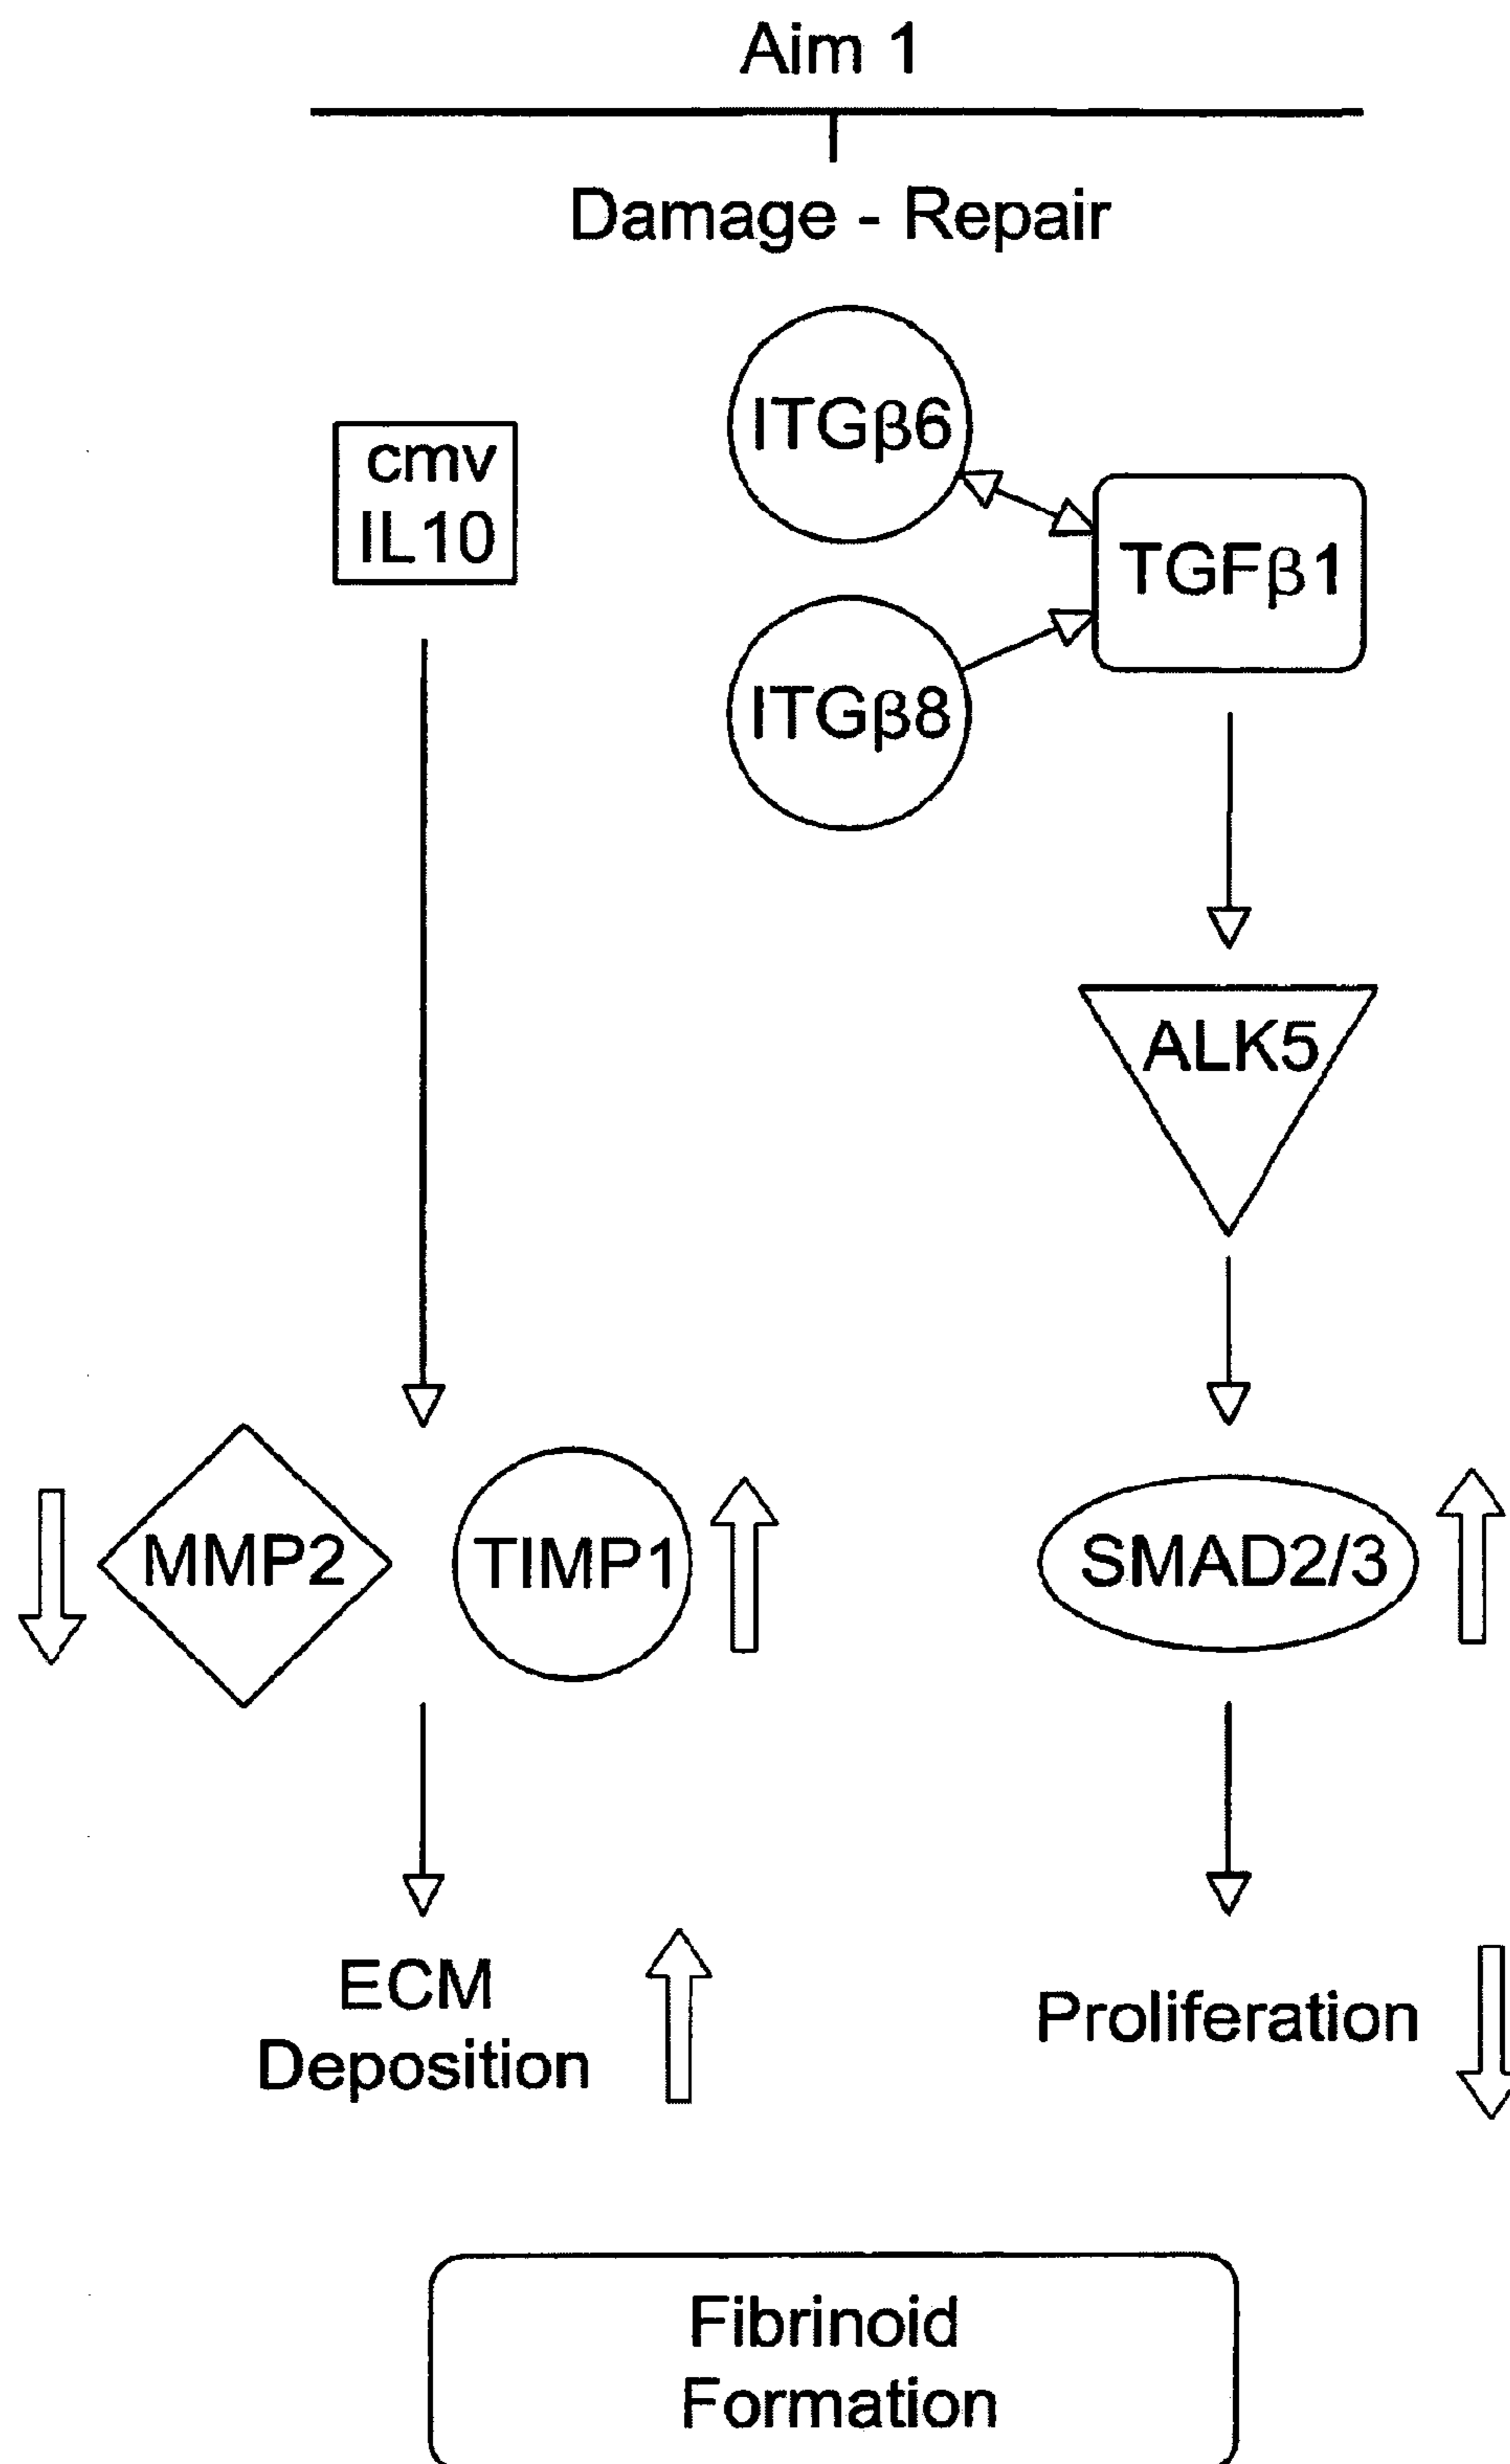 Aim 1
Damage - Repair
cmv
IL10
ITGβ6
TGFβ1
ITGβ8
ALK5
MMP2
TIMP1
SMAD2/3
ECM
Deposition
Proliferation
Fibrinoid
Formation